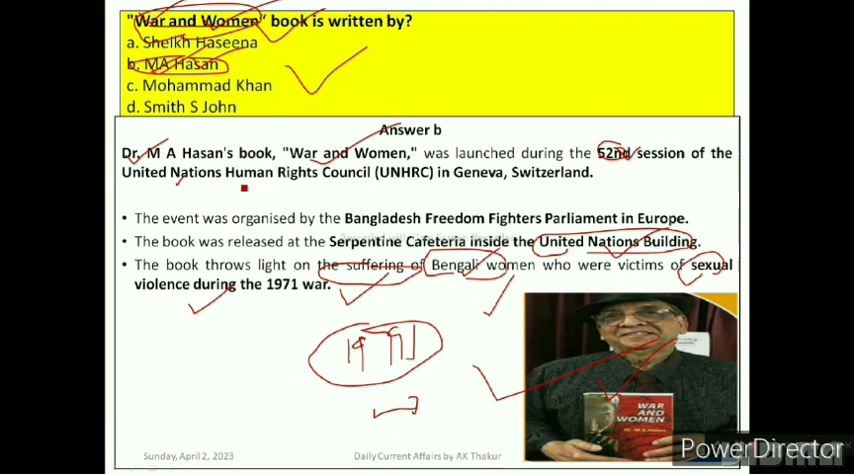 "War and Women" book is written by?
a. Sheikh Haseena
b. MA Hasan
c. Mohammad Khan
d. Smith S John
Answer b
Dr. M A Hasan's book, "War and Women," was launched during the 52nd session of the
United Nations Human Rights Council (UNHRC) in Geneva, Switzerland.
• The event was organised by the Bangladesh Freedom Fighters Parliament in Europe.
• The book was released at the Serpentine Cafeteria inside the United Nations Building.
• The book throws light on the suffering of Bengali women who were victims of sexual
violence during the 1971 war.
1971
WAR
AND
WOMEN
PowerDirector
Sunday, April 2, 2023
Daily Current Affairs by AK Thakur